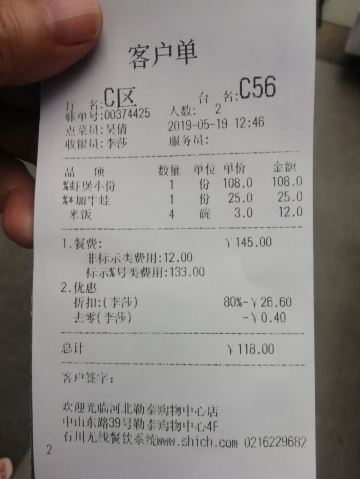 客户单
厅 名:C区 台 名:C56
账单号:00374425 人数: 2
点菜员:吴倩 2019-05-19 12:46
收银员:李莎 服务员:
品 项 数量 单位 单价 金额
%虾煲小份 1 份 108.0 108.0
%*加牛蛙 1 份 25.0 25.0
米饭 4 碗 3.0 12.0
1.餐费: ￥145.00
非标示类费用:12.00
标示%号类费用:133.00
2.优惠
折扣:(李莎) 80%-￥26.60
去零(李莎) -￥0.40
总计 ￥118.00
客户签字:
欢迎光临河北勒泰购物中心店
中山东路39号勒泰购物中心4F
石川无线餐饮系统www.shich.com 0216229682
2